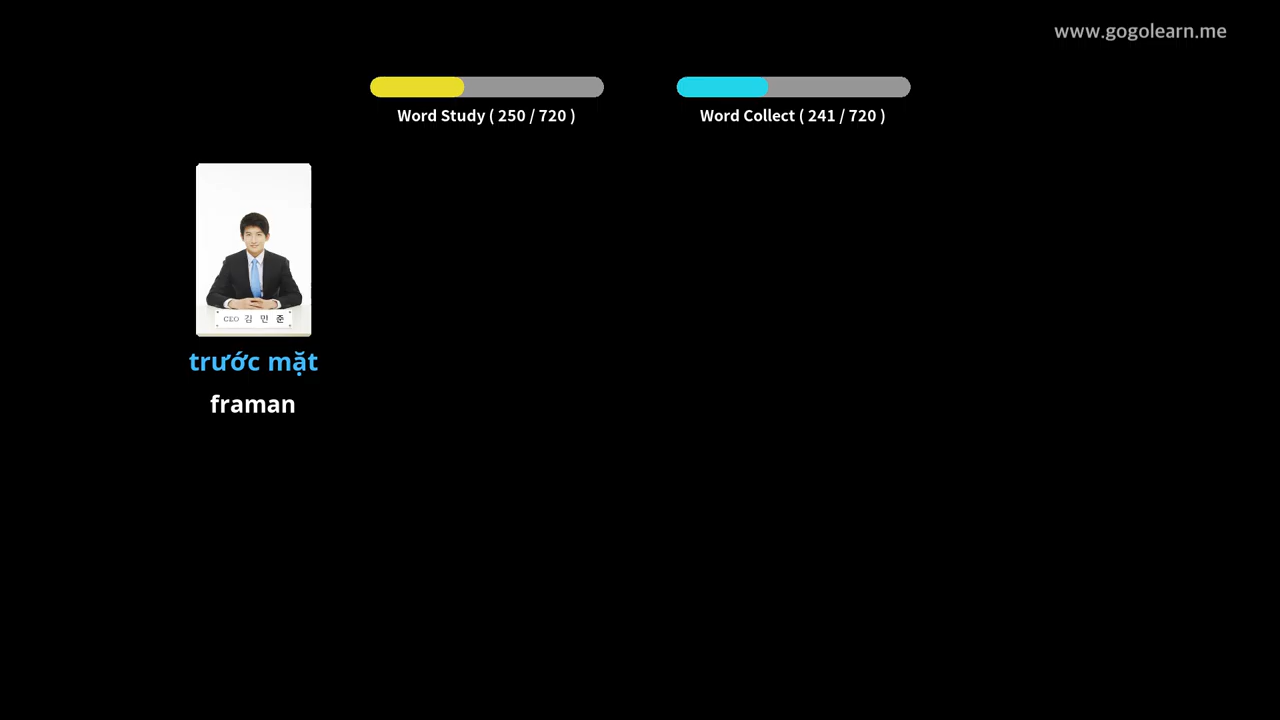 www.gogolearn.me
Word Study ( 250 / 720 )
Word Collect ( 241 / 720 )
CEO 김 민 준
trước mặt
framan